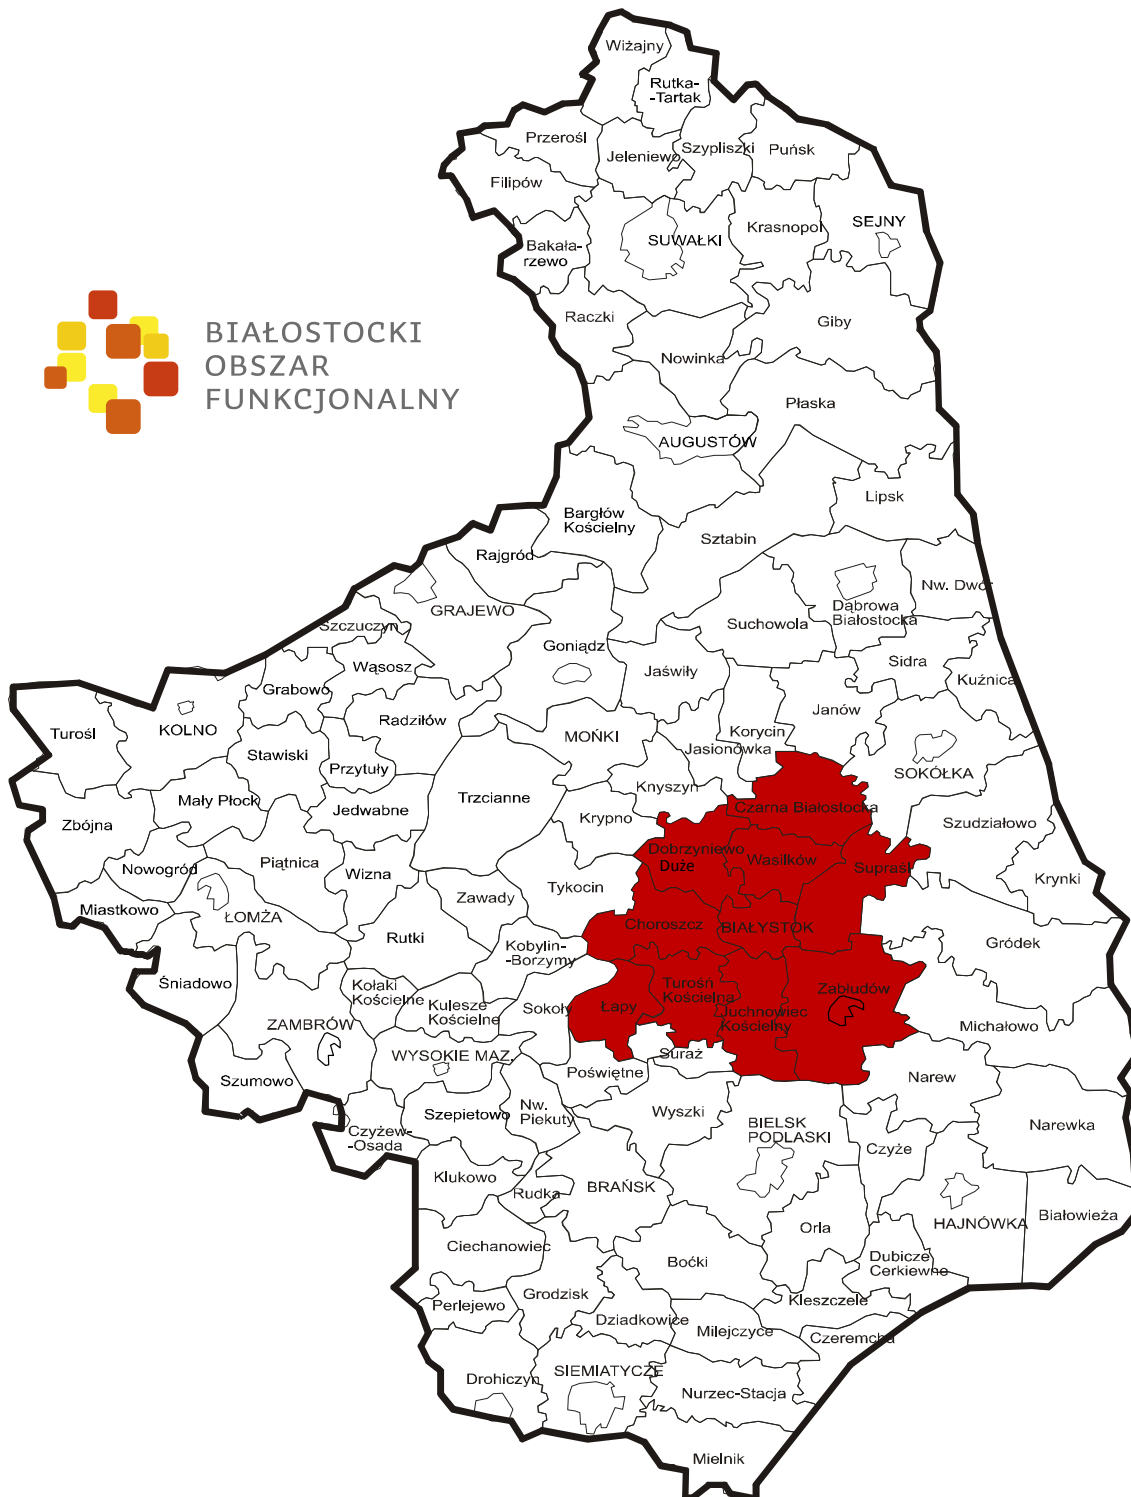 Wiżajny
Rutka-
-Tartak
Przerośl
Jeleniewo
Szypliszki
Puńsk
Filipów
SUWAŁKI
Krasnopol
SEJNY
Bakała-
rzewo
Raczki
Giby
Nowinka
BIAŁOSTOCKI
OBSZAR
FUNKCJONALNY
Płaska
AUGUSTÓW
Lipsk
Bargłów
Kościelny
Sztabin
Rajgród
Nw. Dwór
GRAJEWO
Dąbrowa
Białostocka
Suchowola
Szczuczyn
Goniądz
Wąsosz
Jaświły
Sidra
Kuźnica
Grabowo
Janów
Radziłów
Turośl
KOLNO
MOŃKI
Korycin
Jasionówka
Stawiski
Przytuły
SOKÓŁKA
Knyszyn
Mały Płock
Jedwabne
Trzcianne
Czarna Białostocka
Krypno
Zbójna
Szudziałowo
Dobrzyniewo
Duże
Wasilków
Supraśl
Nowogród
Piątnica
Wizna
Tykocin
Krynki
Zawady
Miastkowo
ŁOMŻA
Choroszcz
BIAŁYSTOK
Rutki
Kobylin-
-Borzymy
Gródek
Śniadowo
Kołaki
Kościelne
Turośń
Kościelna
Zabłudów
Kulesze
Kościelne
Sokoły
Łapy
Juchnowiec
Kościelny
ZAMBRÓW
Michałowo
WYSOKIE MAZ.
Suraż
Poświętne
Szumowo
Narew
Szepietowo
Nw.
Piekuty
Wyszki
BIELSK
PODLASKI
Narewka
Czyżew-
-Osada
Czyże
Klukowo
Rudka
BRAŃSK
Orla
HAJNÓWKA
Białowieża
Ciechanowiec
Boćki
Dubicze
Cerkiewne
Perlejewo
Grodzisk
Kleszczele
Dziadkowice
Milejczyce
Czeremcha
Drohiczyn
SIEMIATYCZE
Nurzec-Stacja
Mielnik